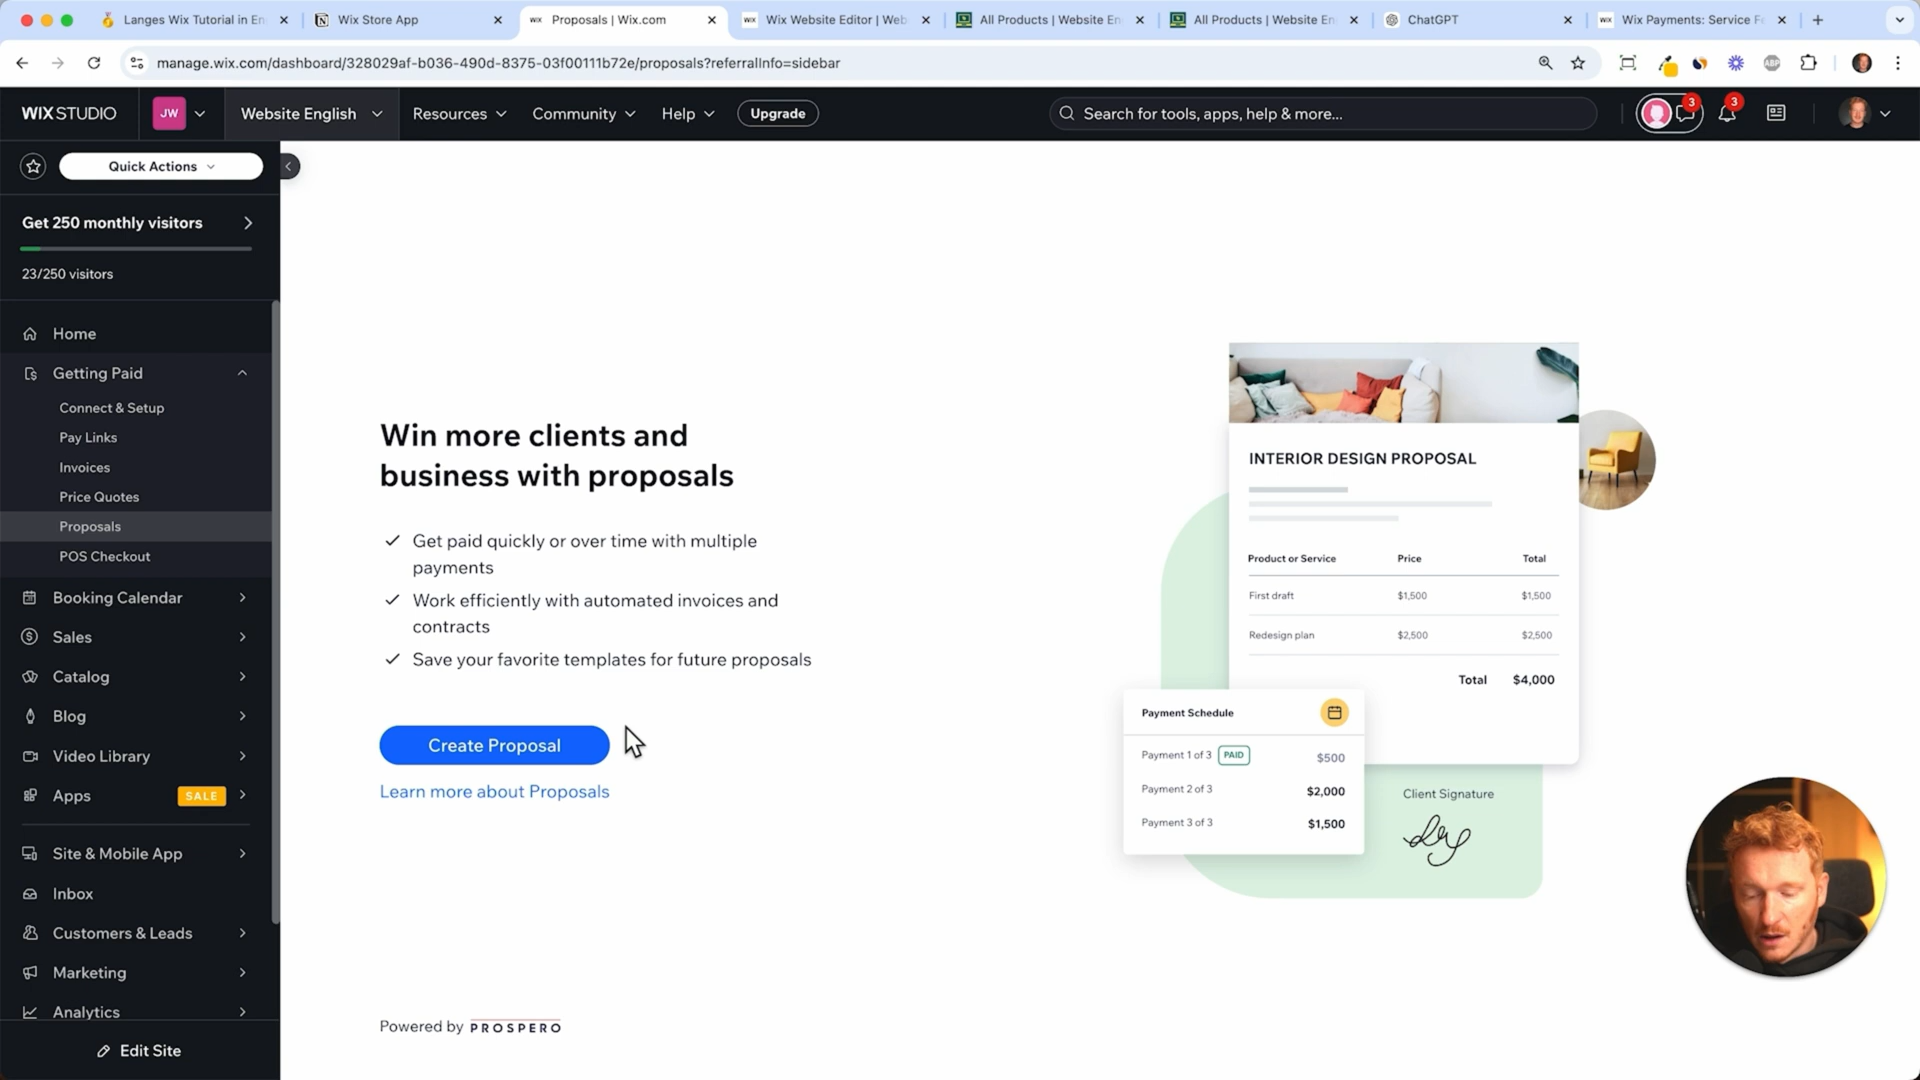 Langes Wix Tutorial in En
Wix Store App
Proposals | Wix.com
Wix Website Editor | Web
All Products | Website En
All Products | Website En
ChatGPT
Wix Payments: Service Fe
manage.wix.com/dashboard/328029af-b036-490d-8375-03f00111b72e/proposals?referralInfo=sidebar
WIX STUDIO
JW
Website English
Resources
Community
Help
Upgrade
Search for tools, apps, help & more...
3
3
Quick Actions
Get 250 monthly visitors
23/250 visitors
Home
Getting Paid
Connect & Setup
Pay Links
Invoices
Price Quotes
Proposals
POS Checkout
Booking Calendar
Sales
Catalog
Blog
Video Library
Apps SALE
Site & Mobile App
Inbox
Customers & Leads
Marketing
Analytics
Edit Site
Win more clients and
business with proposals
Get paid quickly or over time with multiple
payments
Work efficiently with automated invoices and
contracts
Save your favorite templates for future proposals
Create Proposal
Learn more about Proposals
Powered by PROSPERO
INTERIOR DESIGN PROPOSAL
Product or Service Price Total
First draft $1,500 $1,500
Redesign plan $2,500 $2,500
Total $4,000
Payment Schedule
Payment 1 of 3 PAID $500
Payment 2 of 3 $2,000
Payment 3 of 3 $1,500
Client Signature